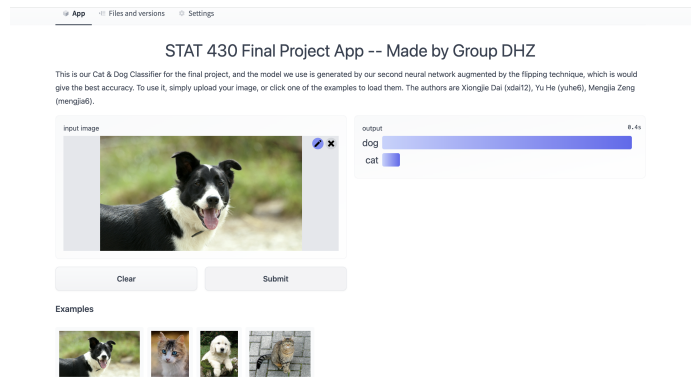 App Files and versions Settings
STAT 430 Final Project App -- Made by Group DHZ
This is our Cat & Dog Classifier for the final project, and the model we use is generated by our second neural network augmented by the flipping technique, which is would
give the best accuracy. To use it, simply upload your image, or click one of the examples to load them. The authors are Xiongjie Dai (xdai12), Yu He (yuhe6), Mengjia Zeng
(mengjia6).
input image
output 0.4s
dog
cat
Clear Submit
Examples